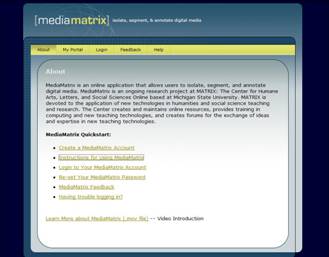 [mediamatrix] isolate, segment, & annotate digital media
About My Portal Login Feedback Help
About
MediaMatrix is an online application that allows users to isolate, segment, and annotate
digital media. MediaMatrix is an ongoing research project at MATRIX: The Center for Humane
Arts, Letters, and Social Sciences Online based at Michigan State University. MATRIX is
devoted to the application of new technologies in humanities and social science teaching
and research. The Center creates and maintains online resources, provides training in
computing and new teaching technologies, and creates forums for the exchange of ideas
and expertise in new teaching technologies.
MediaMatrix Quickstart:
Create a MediaMatrix Account
Instructions for Using MediaMatrix
Login to Your MediaMatrix Account
Re-set Your MediaMatrix Password
MediaMatrix Feedback
Having trouble logging in?
Learn More about MediaMatrix (.mov file) -- Video Introduction